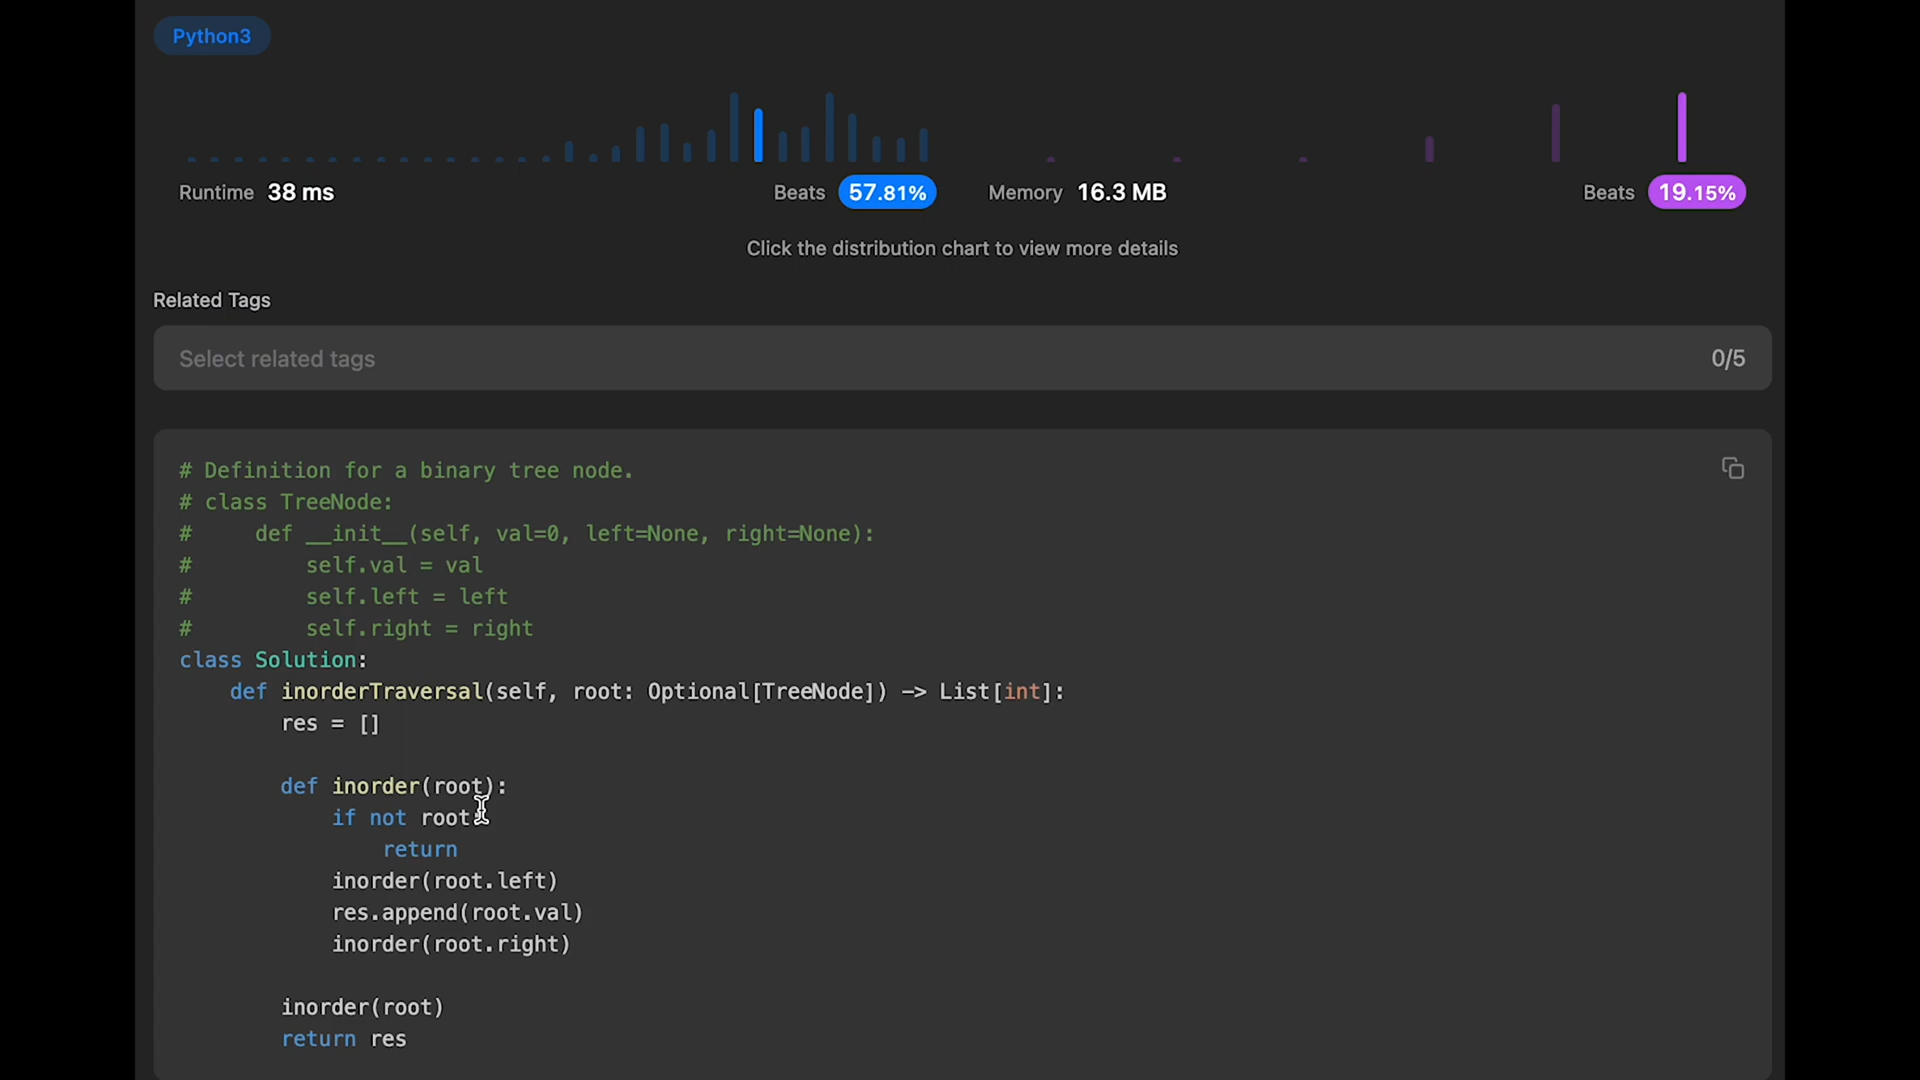 Python3
Runtime 38 ms Beats 57.81% Memory 16.3 MB Beats 19.15%
Click the distribution chart to view more details
Related Tags
Select related tags 0/5
# Definition for a binary tree node.
# class TreeNode:
#     def __init__(self, val=0, left=None, right=None):
#         self.val = val
#         self.left = left
#         self.right = right
class Solution:
    def inorderTraversal(self, root: Optional[TreeNode]) -> List[int]:
        res = []
        def inorder(root):
            if not root
                return
            inorder(root.left)
            res.append(root.val)
            inorder(root.right)
        inorder(root)
        return res